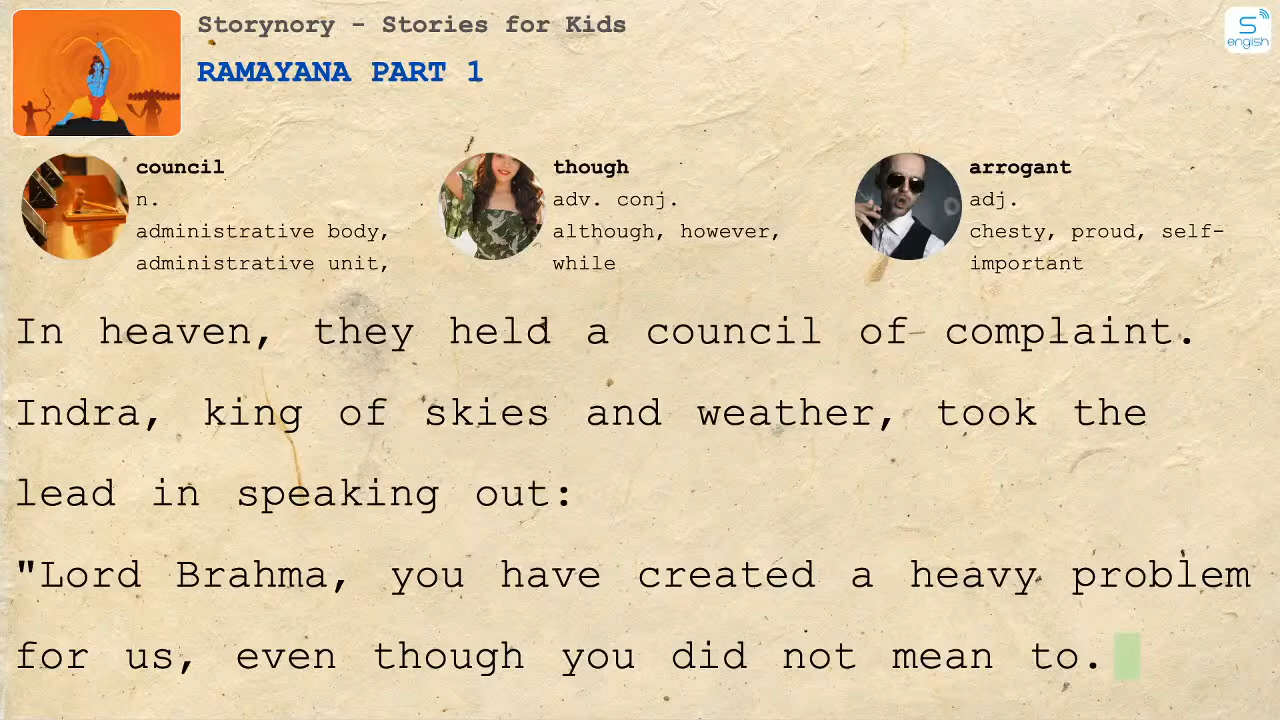 Storynory - Stories for Kids
RAMAYANA PART 1
S
english
council
n.
administrative body,
administrative unit,
though
adv. conj.
although, however,
while
arrogant
adj.
chesty, proud, self-
important
In heaven, they held a council of complaint.
Indra, king of skies and weather, took the
lead in speaking out:
"Lord Brahma, you have created a heavy problem
for us, even though you did not mean to.